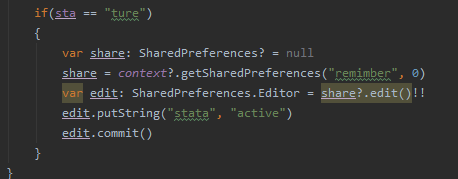 if(sta == "ture")
{
var share: SharedPreferences? = null
share = context?.getSharedPreferences("remimber", 0)
var edit: SharedPreferences.Editor = share?.edit()!!
edit.putString("stata", "active")
edit.commit()
}
}